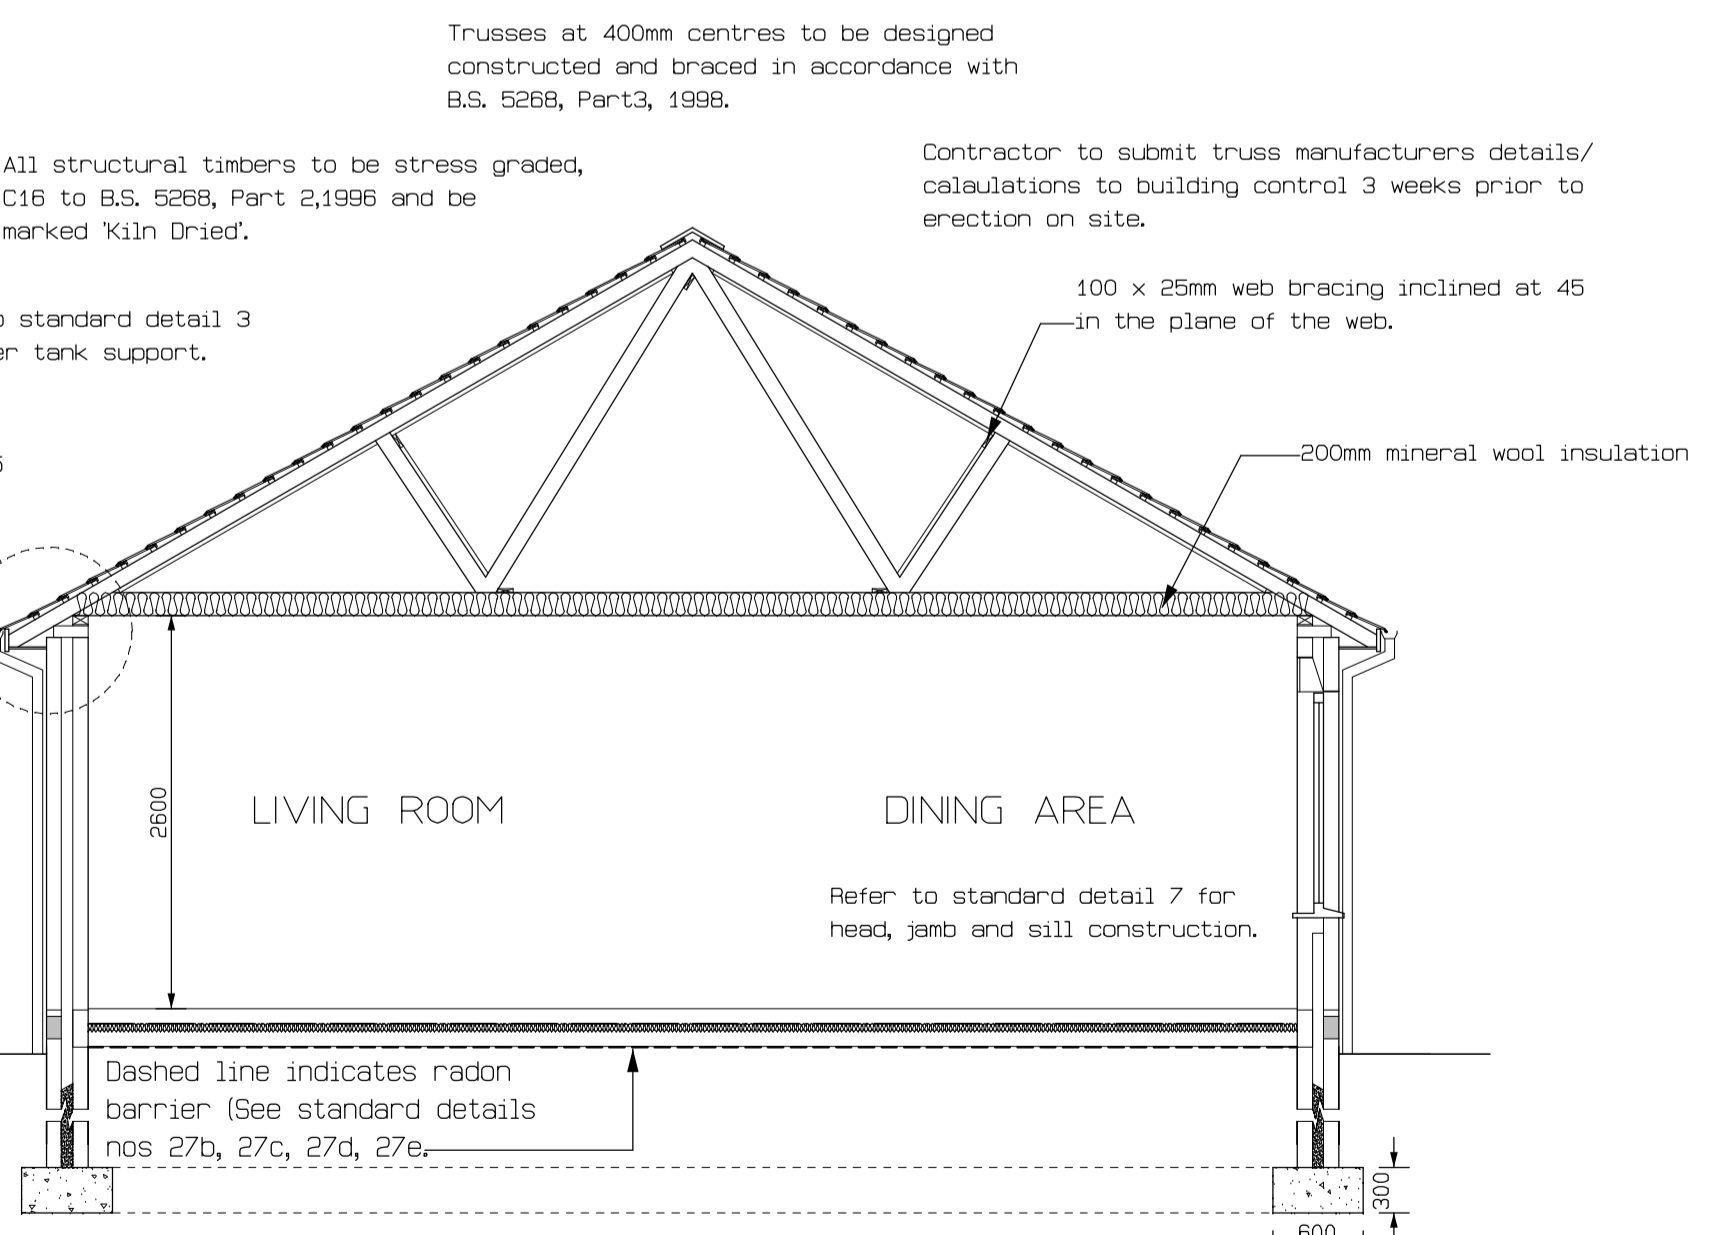 Trusses at 400mm centres to be designed
constructed and braced in accordance with
B.S. 5268, Part3, 1998.
All structural timbers to be stress graded,
C16 to B.S. 5268, Part 2,1996 and be
marked 'Kiln Dried'.
Contractor to submit truss manufacturers details/
calaulations to building control 3 weeks prior to
erection on site.
standard detail 3
tank support.
100 x 25mm web bracing inclined at 45
in the plane of the web.
200mm mineral wool insulation
2600
LIVING ROOM
DINING AREA
Refer to standard detail 7 for
head, jamb and sill construction.
Dashed line indicates radon
barrier (See standard details
nos 27b, 27c, 27d, 27e.
300
600